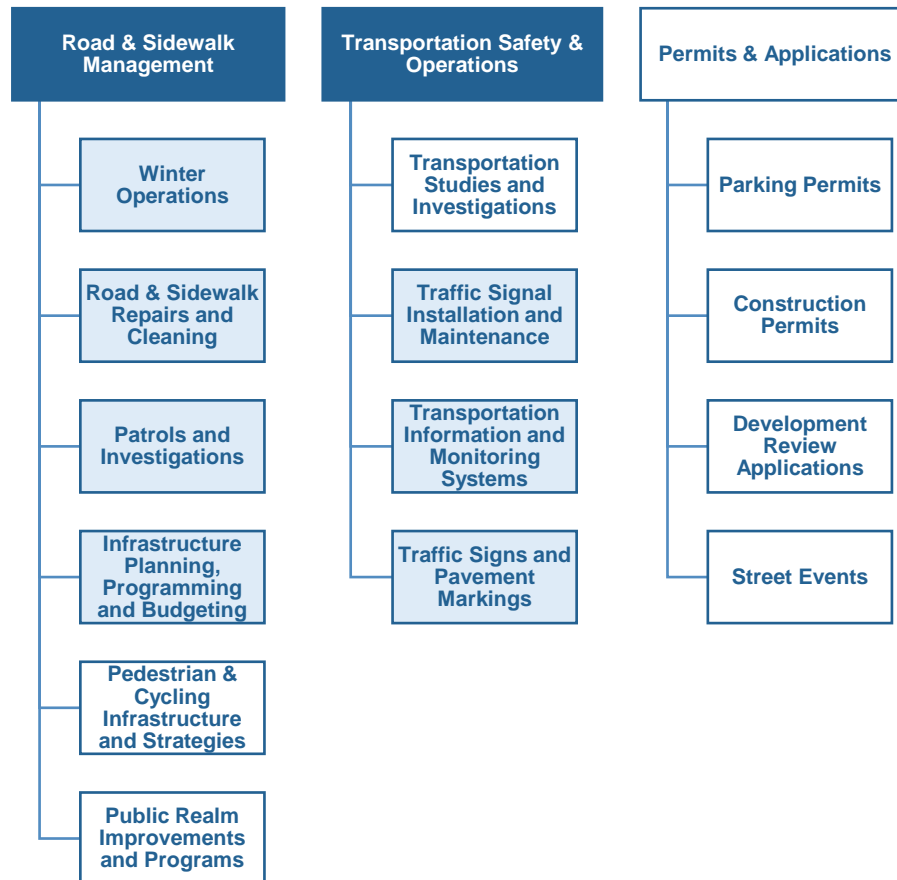 Road & Sidewalk
Management
Winter
Operations
Road & Sidewalk
Repairs and
Cleaning
Patrols and
Investigations
Infrastructure
Planning,
Programming
and Budgeting
Pedestrian &
Cycling
Infrastructure
and Strategies
Public Realm
Improvements
and Programs
Transportation Safety &
Operations
Transportation
Studies and
Investigations
Traffic Signal
Installation and
Maintenance
Transportation
Information and
Monitoring
Systems
Traffic Signs and
Pavement
Markings
Permits & Applications
Parking Permits
Construction
Permits
Development
Review
Applications
Street Events